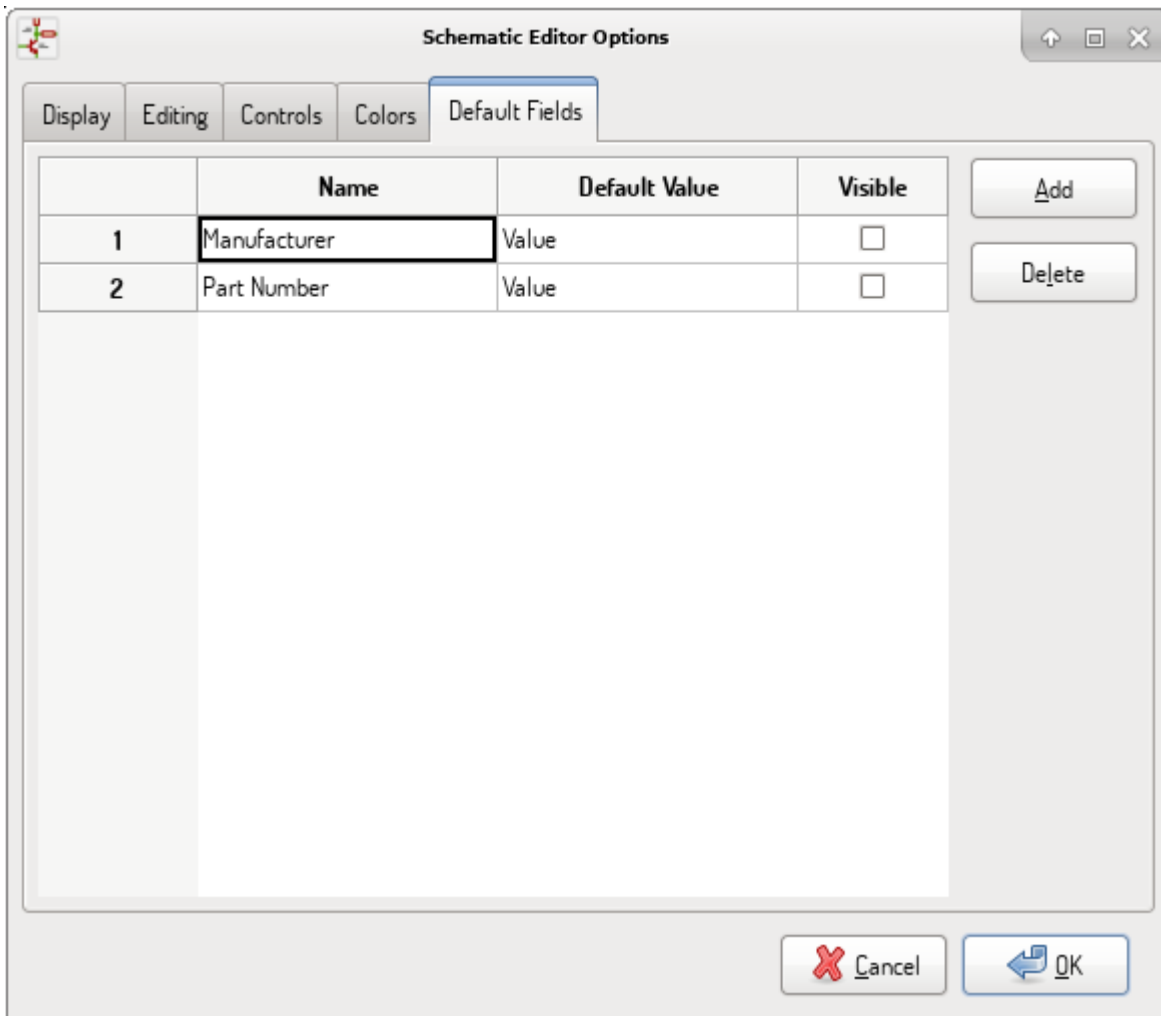 Schematic Editor Options
Display Editing Controls Colors Default Fields
Name Default Value Visible
Add
1 Manufacturer Value
2 Part Number Value
Delete
Cancel OK